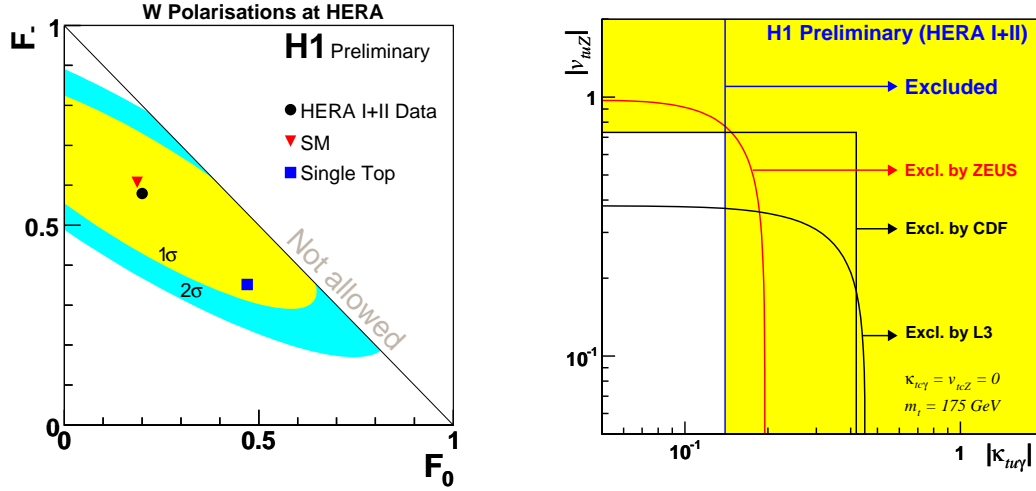 W Polarisations at HERA
F-
1
0.5
0
H1 Preliminary
HERA I+II Data
SM
Single Top
1σ
2σ
Not allowed
0
0.5
1
F0
H1 Preliminary (HERA I+II)
|vtuZ|
1
10-1
Excluded
Excl. by ZEUS
Excl. by CDF
Excl. by L3
κtcγ = vtcZ = 0
mt = 175 GeV
10-1
1
|κtuγ|